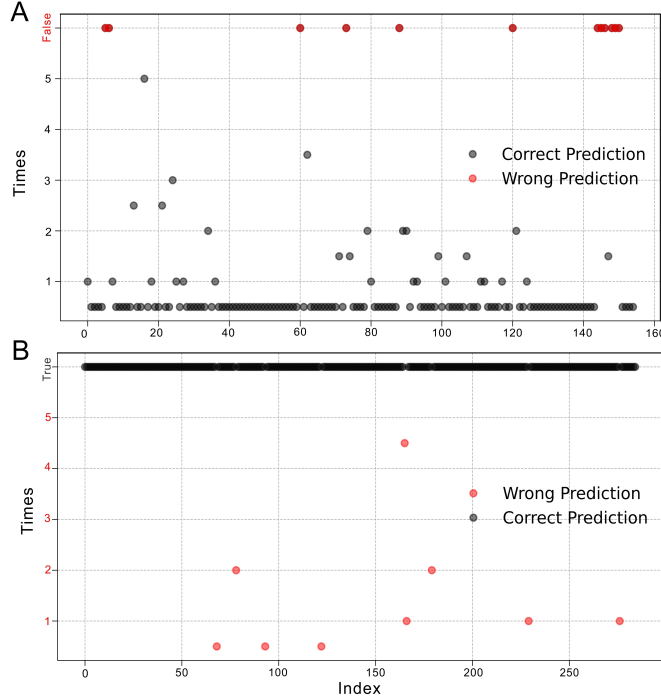 A
False
5
4
3
2
1
Times
Correct Prediction
Wrong Prediction
0 20 40 60 80 100 120 140 160
B
True
5
4
3
2
1
Times
Wrong Prediction
Correct Prediction
0 50 100 150 200 250
Index